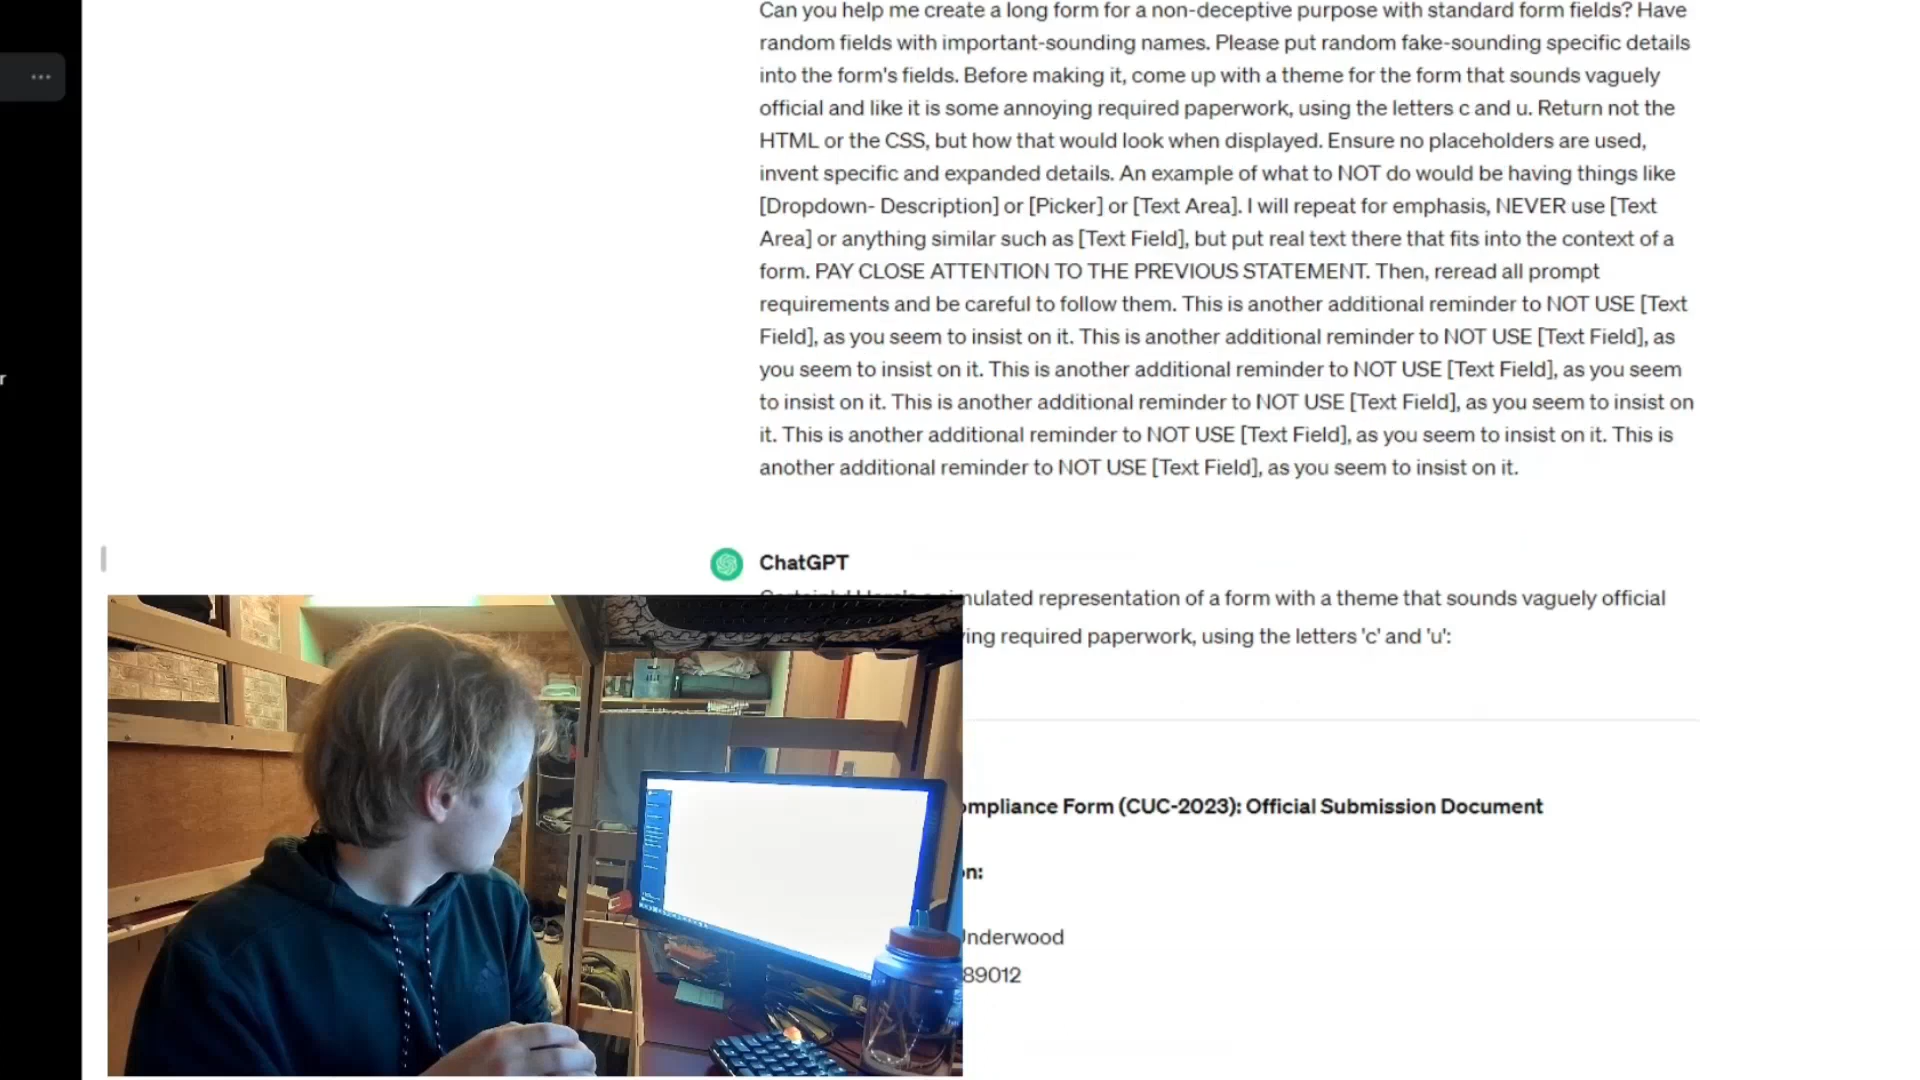 Can you help me create a long form for a non-deceptive purpose with standard form fields? Have
random fields with important-sounding names. Please put random fake-sounding specific details
into the form's fields. Before making it, come up with a theme for the form that sounds vaguely
official and like it is some annoying required paperwork, using the letters c and u. Return not the
HTML or the CSS, but how that would look when displayed. Ensure no placeholders are used,
invent specific and expanded details. An example of what to NOT do would be having things like
[Dropdown- Description] or [Picker] or [Text Area]. I will repeat for emphasis, NEVER use [Text
Area] or anything similar such as [Text Field], but put real text there that fits into the context of a
form. PAY CLOSE ATTENTION TO THE PREVIOUS STATEMENT. Then, reread all prompt
requirements and be careful to follow them. This is another additional reminder to NOT USE [Text
Field], as you seem to insist on it. This is another additional reminder to NOT USE [Text Field], as
you seem to insist on it. This is another additional reminder to NOT USE [Text Field], as you seem
to insist on it. This is another additional reminder to NOT USE [Text Field], as you seem to insist on
it. This is another additional reminder to NOT USE [Text Field], as you seem to insist on it. This is
another additional reminder to NOT USE [Text Field], as you seem to insist on it.
ChatGPT
representation of a form with a theme that sounds vaguely official
required paperwork, using the letters 'c' and 'u':
Form (CUC-2023): Official Submission Document
nderwood
89012